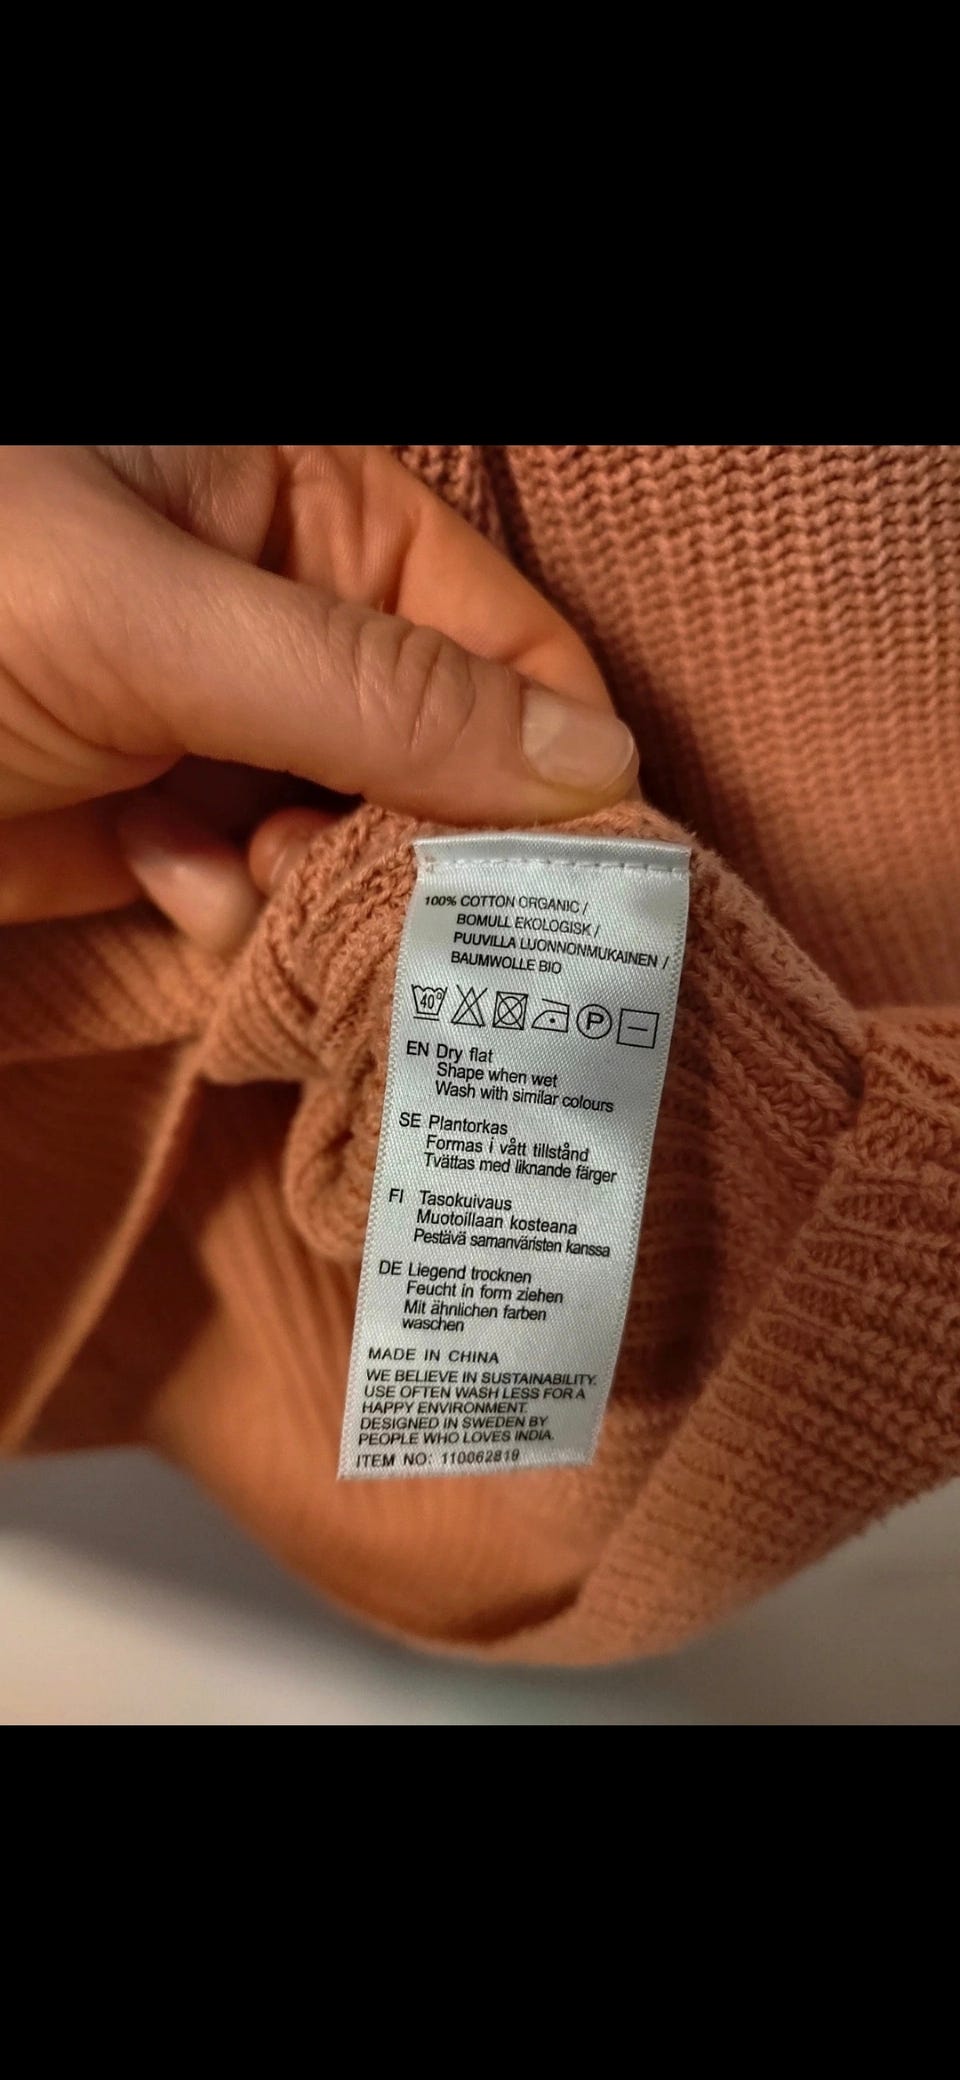 100% COTTON ORGANIC /
BOMULL EKOLOGISK /
PUUVILLA LUONNONMUKAINEN /
BAUMWOLLE BIO
40° P
EN Dry flat
Shape when wet
Wash with similar colours
SE Plantorkas
Formas i vått tillstånd
Tvättas med liknande färger
FI Tasokuivaus
Muotoillaan kosteana
Pestävä samanväristen kanssa
DE Liegend trocknen
Feucht in form ziehen
Mit ähnlichen farben
waschen
MADE IN CHINA
WE BELIEVE IN SUSTAINABILITY.
USE OFTEN WASH LESS FOR A
HAPPY ENVIRONMENT.
DESIGNED IN SWEDEN BY
PEOPLE WHO LOVES INDIA.
ITEM NO: 110062819